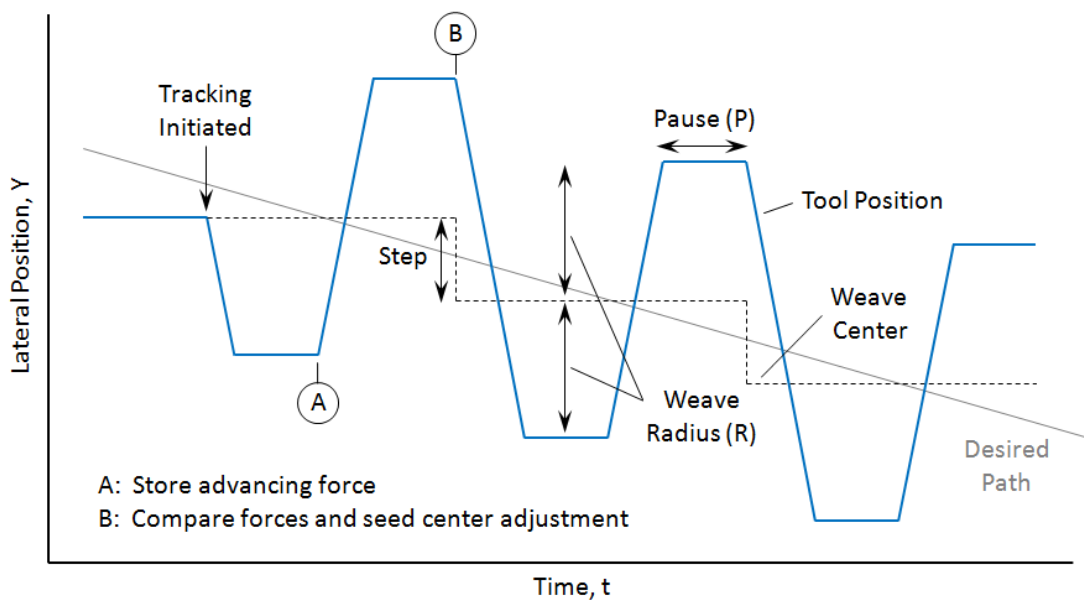 B
Tracking
Initiated
Pause (P)
Tool Position
Step
Weave
Center
A
Weave
Radius (R)
Desired
Path
A: Store advancing force
B: Compare forces and seed center adjustment
Lateral Position, Y
Time, t